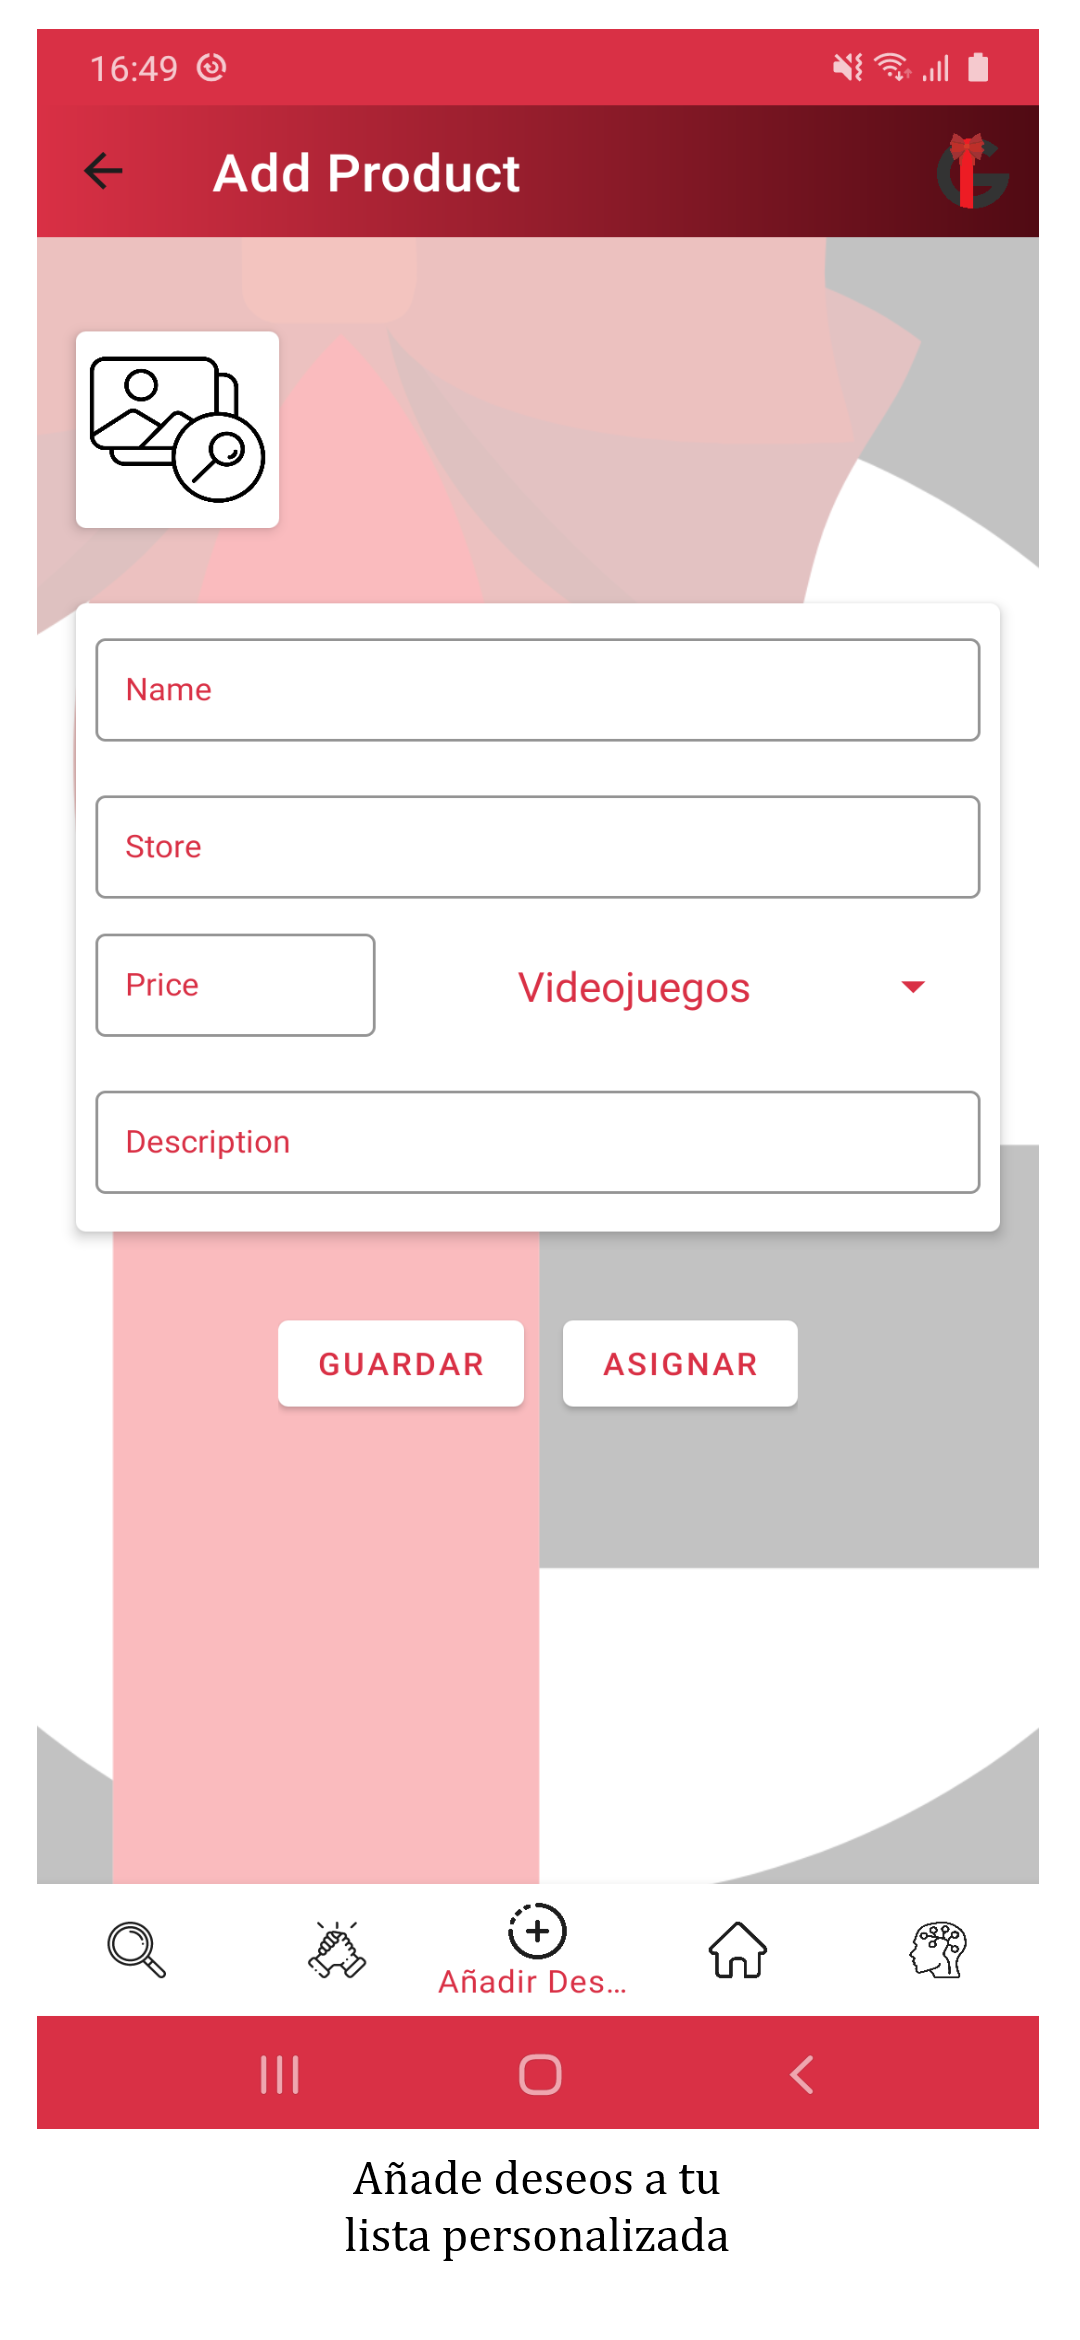 16:49
Add Product
Name
Store
Price
Videojuegos
Description
GUARDAR
ASIGNAR
Añadir Des...
Añade deseos a tu
lista personalizada